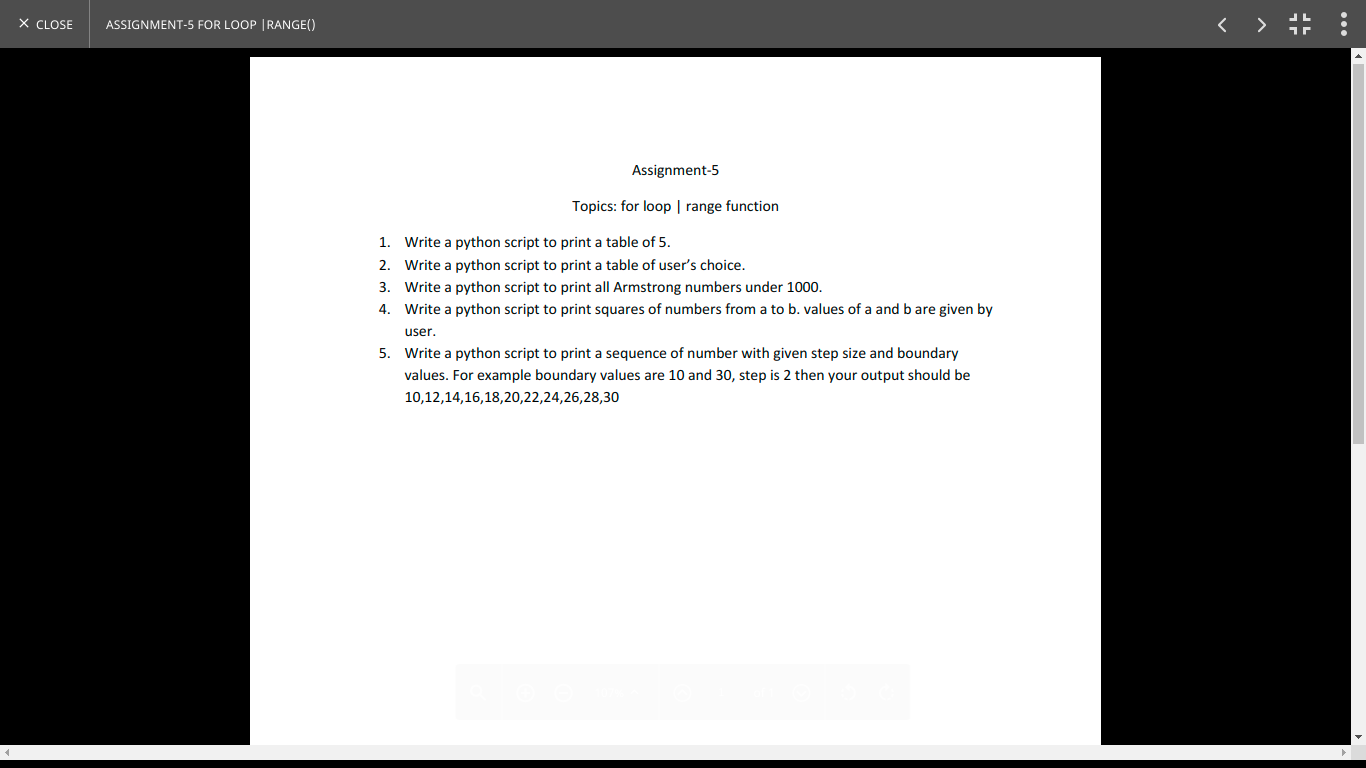 × CLOSE ASSIGNMENT-5 FOR LOOP |RANGE()
Assignment-5
Topics: for loop | range function
1. Write a python script to print a table of 5.
2. Write a python script to print a table of user’s choice.
3. Write a python script to print all Armstrong numbers under 1000.
4. Write a python script to print squares of numbers from a to b. values of a and b are given by
user.
5. Write a python script to print a sequence of number with given step size and boundary
values. For example boundary values are 10 and 30, step is 2 then your output should be
10,12,14,16,18,20,22,24,26,28,30